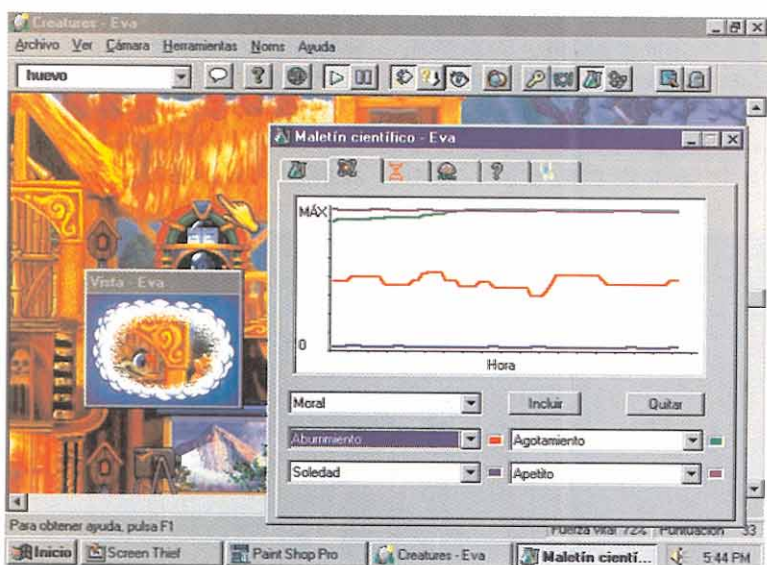 Creatures - Eva
Archivo Ver Cámara Herramientas Noms Ayuda
huevo
Maletín científico - Eva
MÁX
0
Hora
Vista - Eva
Moral
Incluir
Quitar
Aburrimiento
Agotamiento
Soledad
Apetito
Para obtener ayuda, pulsa F1
Fuerza vital 72% Puntuación 33
Inicio
Screen Thief
Paint Shop Pro
Creatures - Eva
Maletín cientí...
5:44 PM